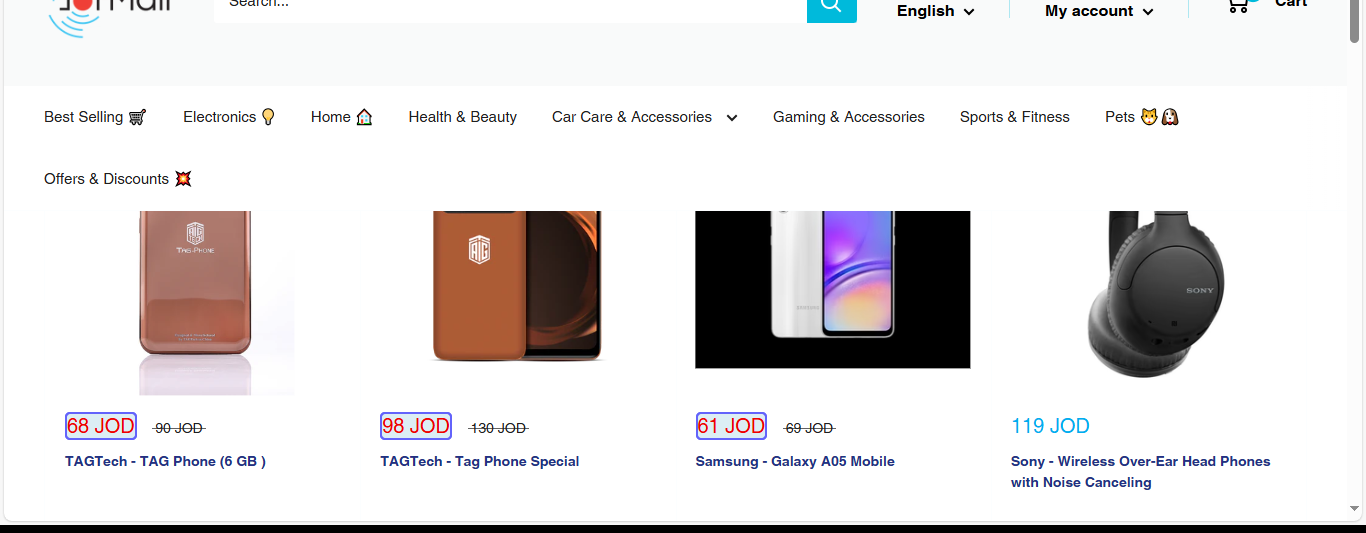 Search...
English
My account
Cart
Best Selling 🛒 Electronics 💡 Home 🏠 Health & Beauty Car Care & Accessories Gaming & Accessories Sports & Fitness Pets 🐱🐶
Offers & Discounts 💥
TAG-PHONE
SAMSUNG
SONY
68 JOD 90 JOD
98 JOD 130 JOD
61 JOD 69 JOD
119 JOD
TAGTech - TAG Phone (6 GB )
TAGTech - Tag Phone Special
Samsung - Galaxy A05 Mobile
Sony - Wireless Over-Ear Head Phones
with Noise Canceling